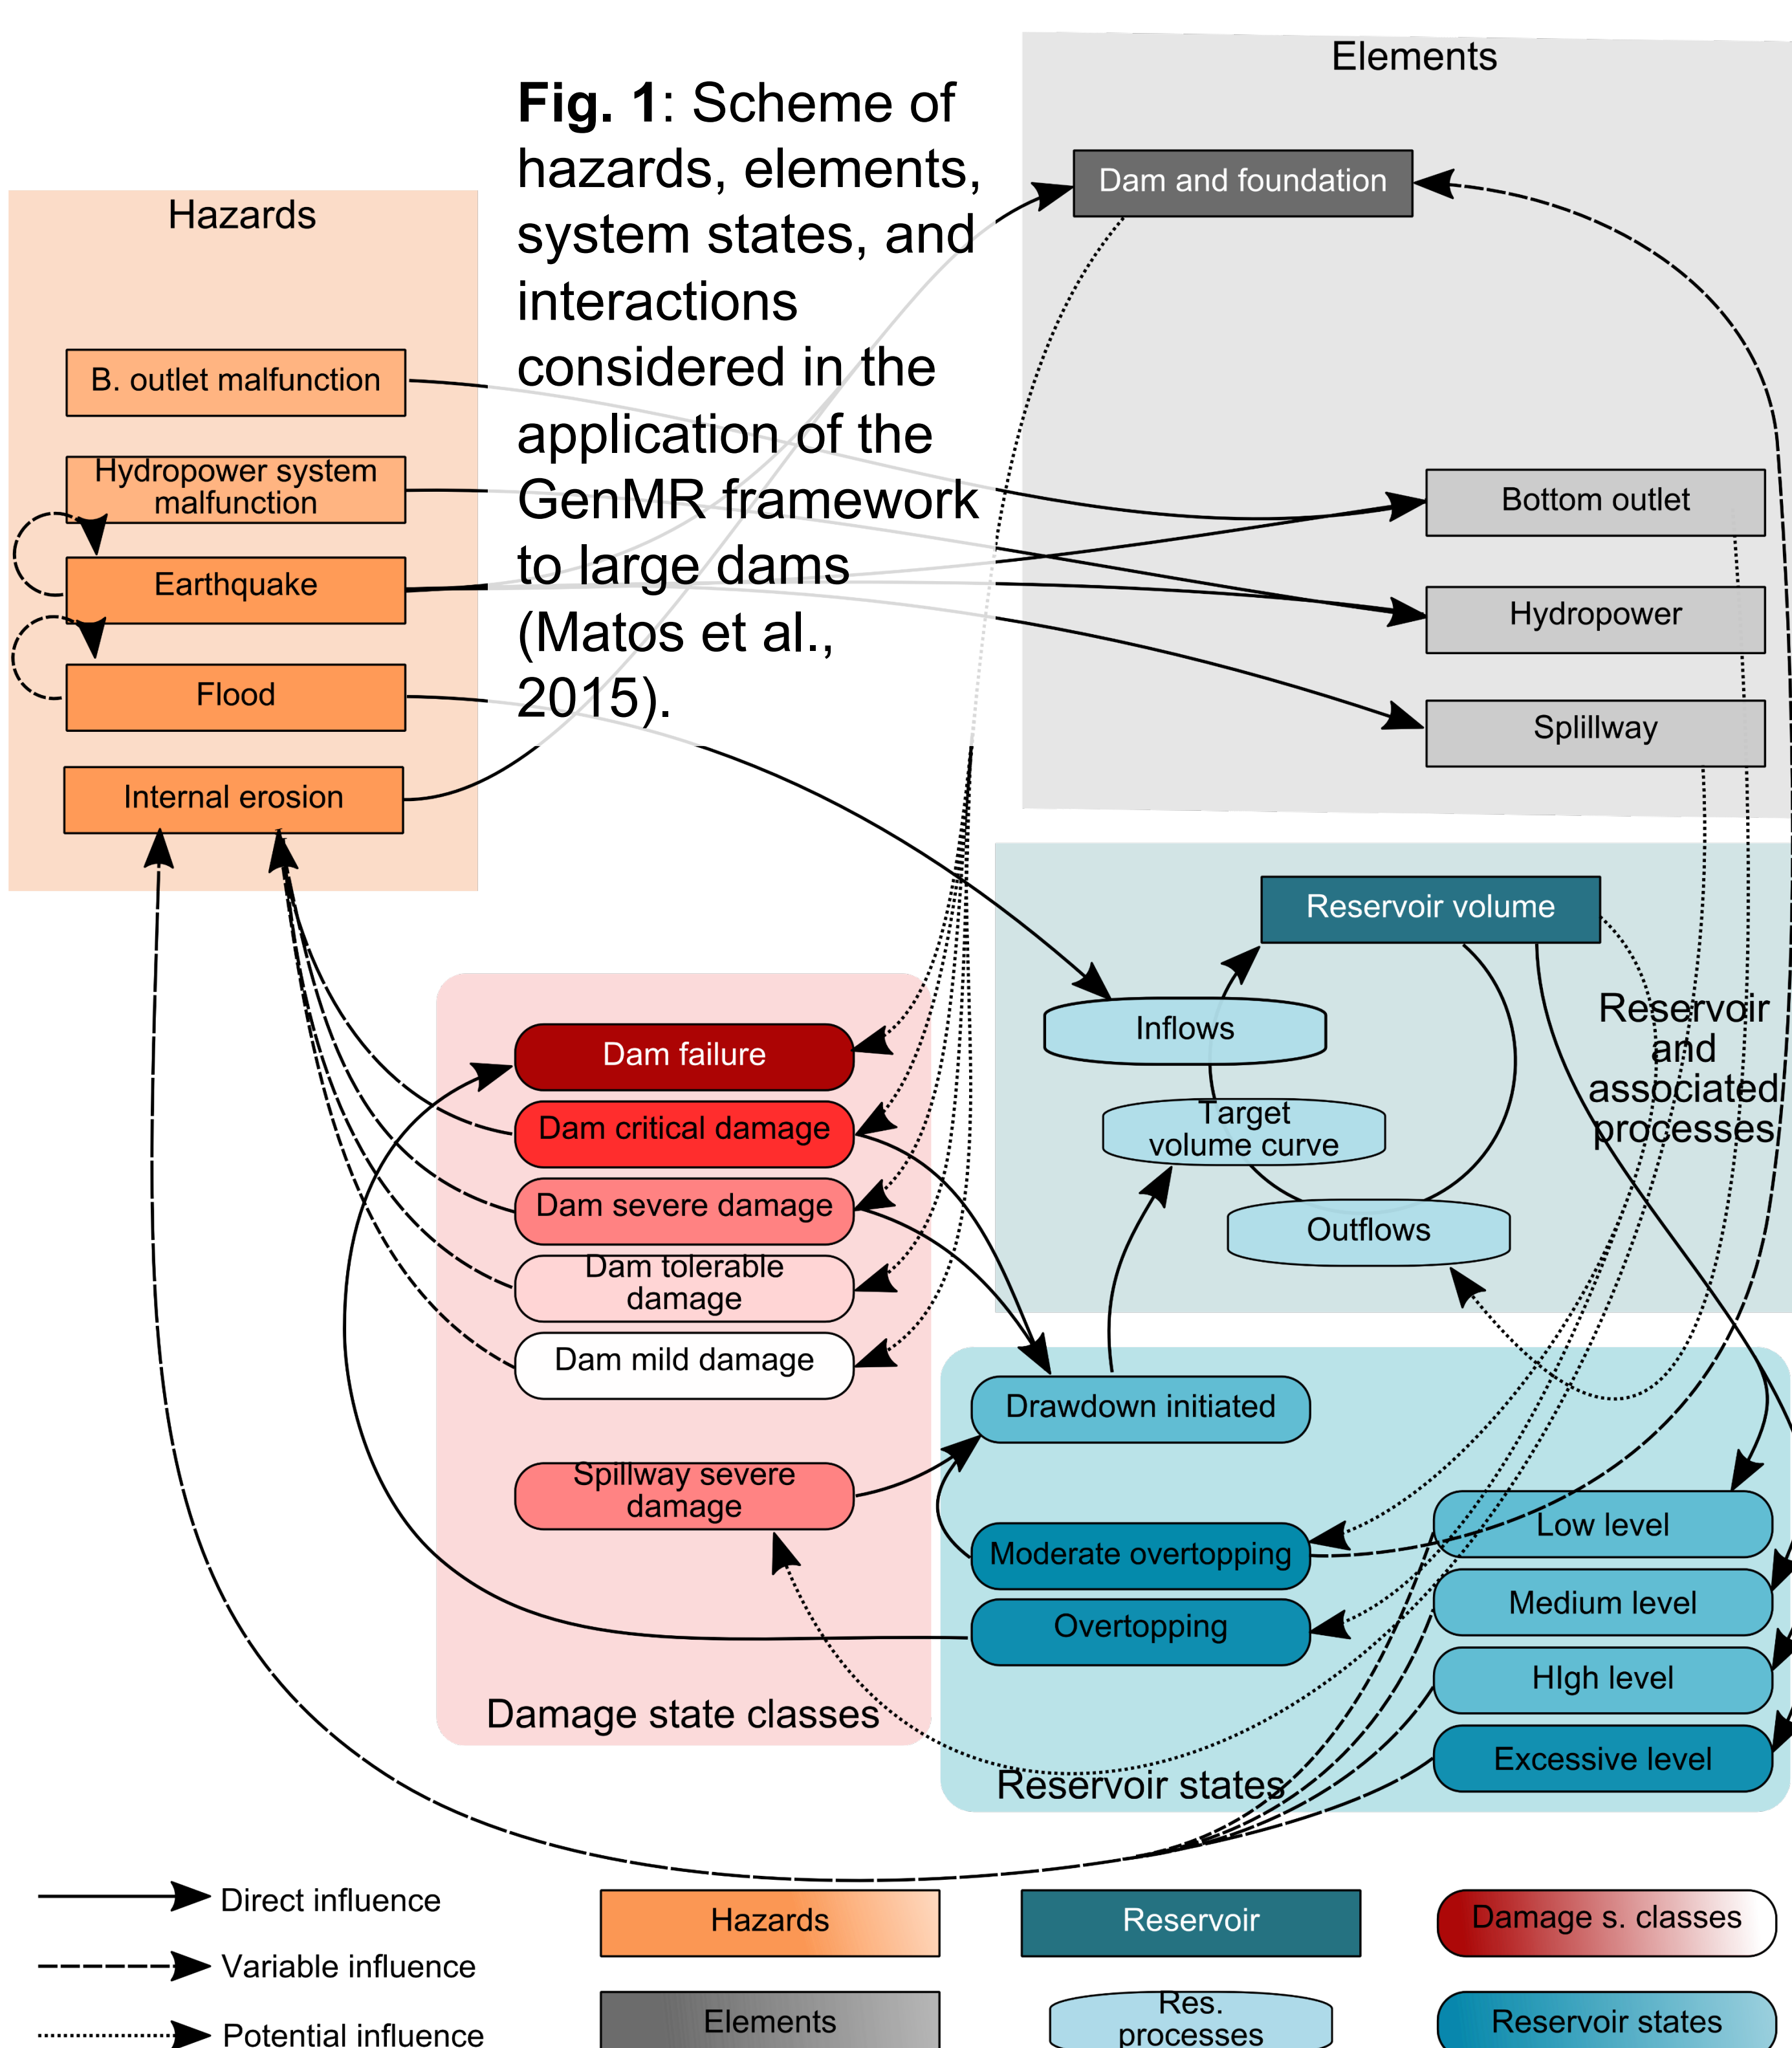 Elements
Fig. 1: Scheme of
hazards, elements,
system states, and
interactions
considered in the
application of the
GenMR framework
to large dams
(Matos et al.,
2015).
Hazards
B. outlet malfunction
Hydropower system
malfunction
Earthquake
Flood
Internal erosion
Dam and foundation
Bottom outlet
Hydropower
Splillway
Reservoir volume
Reservoir
and
associated
processes
Inflows
Target
volume curve
Outflows
Dam failure
Dam critical damage
Dam severe damage
Dam tolerable
damage
Dam mild damage
Spillway severe
damage
Damage state classes
Drawdown initiated
Moderate overtopping
Overtopping
Low level
Medium level
HIgh level
Excessive level
Reservoir states
Direct influence
Variable influence
Potential influence
Hazards
Elements
Reservoir
Res.
processes
Damage s. classes
Reservoir states